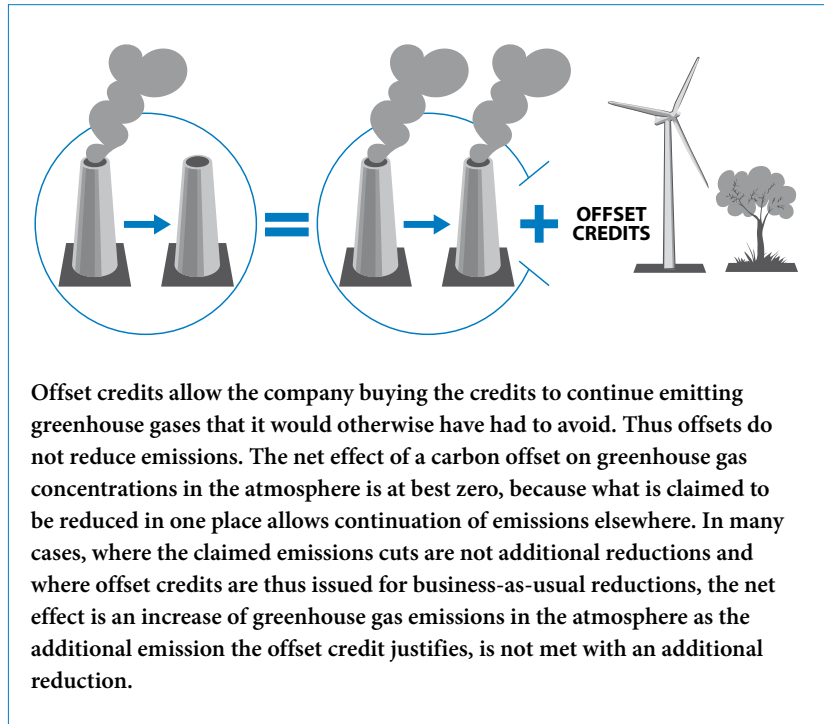 OFFSET
CREDITS
Offset credits allow the company buying the credits to continue emitting
greenhouse gases that it would otherwise have had to avoid. Thus offsets do
not reduce emissions. The net effect of a carbon offset on greenhouse gas
concentrations in the atmosphere is at best zero, because what is claimed to
be reduced in one place allows continuation of emissions elsewhere. In many
cases, where the claimed emissions cuts are not additional reductions and
where offset credits are thus issued for business-as-usual reductions, the net
effect is an increase of greenhouse gas emissions in the atmosphere as the
additional emission the offset credit justifies, is not met with an additional
reduction.